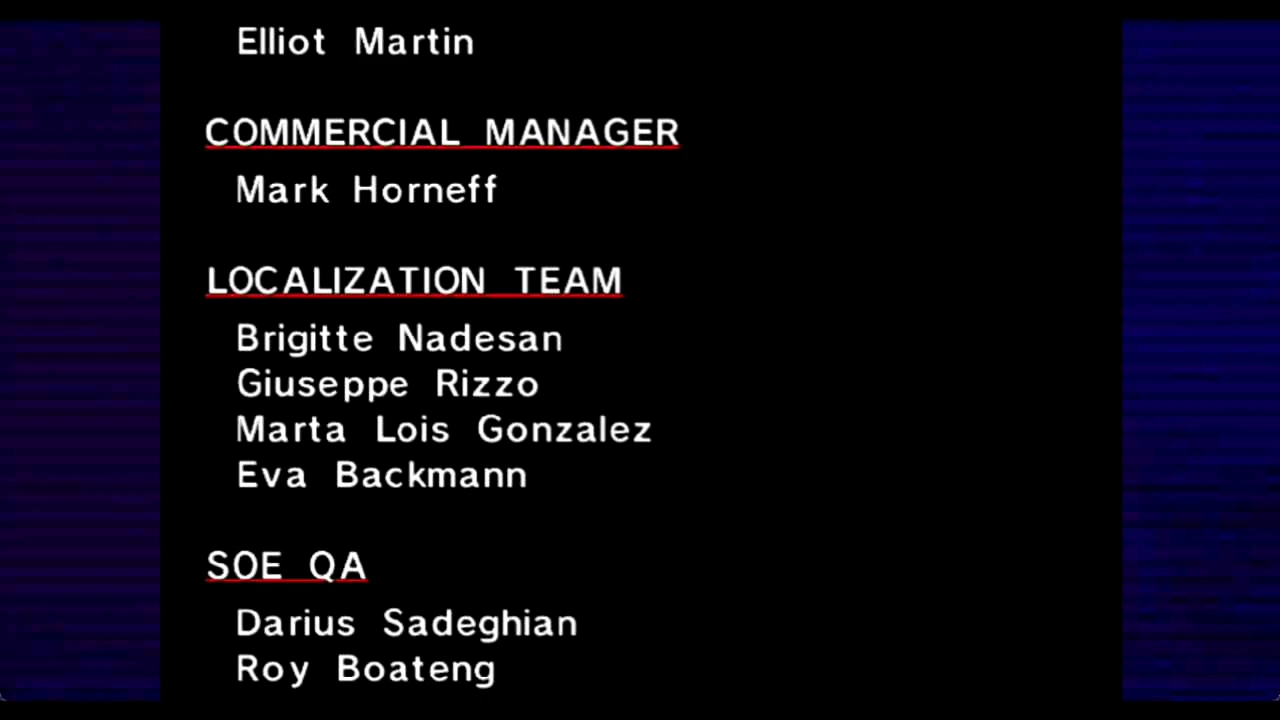 Elliot Martin
COMMERCIAL MANAGER
Mark Horneff
LOCALIZATION TEAM
Brigitte Nadesan
Giuseppe Rizzo
Marta Lois Gonzalez
Eva Backmann
SOE QA
Darius Sadeghian
Roy Boateng